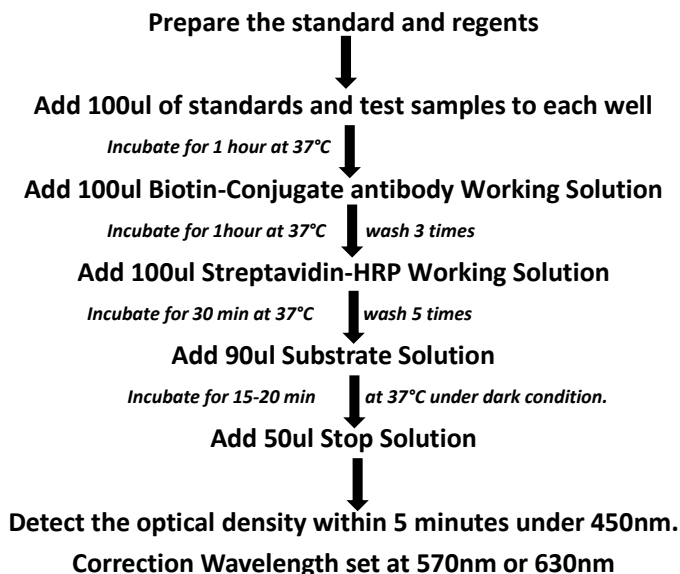 Prepare the standard and regents
Add 100ul of standards and test samples to each well
Incubate for 1 hour at 37°C
Add 100ul Biotin-Conjugate antibody Working Solution
Incubate for 1hour at 37°C wash 3 times
Add 100ul Streptavidin-HRP Working Solution
Incubate for 30 min at 37°C wash 5 times
Add 90ul Substrate Solution
Incubate for 15-20 min at 37°C under dark condition.
Add 50ul Stop Solution
Detect the optical density within 5 minutes under 450nm.
Correction Wavelength set at 570nm or 630nm